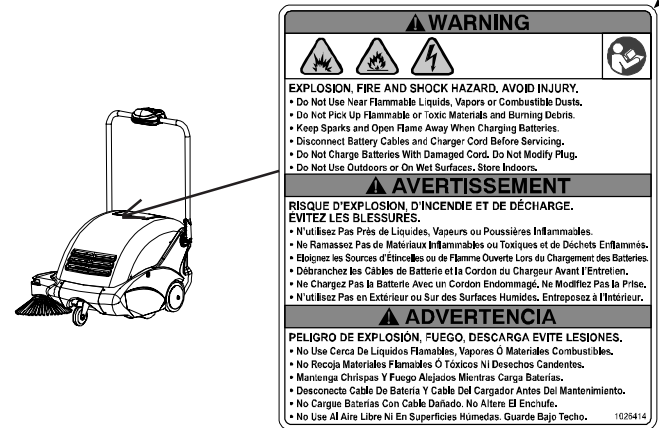 WARNING
EXPLOSION, FIRE AND SHOCK HAZARD. AVOID INJURY.
• Do Not Use Near Flammable Liquids, Vapors or Combustible Dusts.
• Do Not Pick Up Flammable or Toxic Materials and Burning Debris.
• Keep Sparks and Open Flame Away When Charging Batteries.
• Disconnect Battery Cables and Charger Cord Before Servicing.
• Do Not Charge Batteries With Damaged Cord. Do Not Modify Plug.
• Do Not Use Outdoors or On Wet Surfaces. Store Indoors.
AVERTISSEMENT
RISQUE D'EXPLOSION, D'INCENDIE ET DE DÉCHARGE.
ÉVITEZ LES BLESSURES.
• N'utilisez Pas Près de Liquides, Vapeurs ou Poussières Inflammables.
• Ne Ramassez Pas de Matériaux Inflammables ou Toxiques et de Déchets Enflammés.
• Eloignez les Sources d'Étincelles ou de Flamme Ouverte Lors du Chargement des Batteries.
• Débranchez les Câbles de Batterie et la Cordon du Chargeur Avant l'Entretien.
• Ne Chargez Pas la Batterie Avec un Cordon Endommagé. Ne Modifiez Pas la Prise.
• N'utilisez Pas en Extérieur ou Sur des Surfaces Humides. Entreposez à l'Intérieur.
ADVERTENCIA
PELIGRO DE EXPLOSIÓN, FUEGO, DESCARGA EVITE LESIONES.
• No Use Cerca De Liquidos Flamables, Vapores Ó Materiales Combustibles.
• No Recoja Materiales Flamables Ó Tóxicos Ni Desechos Candentes.
• Mantenga Chrispas Y Fuego Alejados Mientras Carga Baterías.
• Desconecte Cable De Batería Y Cable Del Cargador Antes Del Mantenimiento.
• No Cargue Baterías Con Cable Dañado. No Altere El Enchufe.
• No Use Al Aire Libre Ni En Superficies Húmedas. Guarde Bajo Techo. 1026414